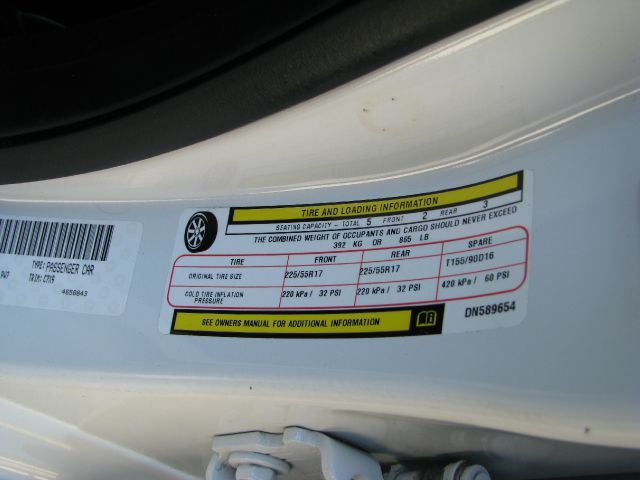 TIRE AND LOADING INFORMATION
SEATING CAPACITY - TOTAL 5 FRONT 2 REAR 3
THE COMBINED WEIGHT OF OCCUPANTS AND CARGO SHOULD NEVER EXCEED
392 KG OR 865 LB
TIRE FRONT REAR SPARE
ORIGINAL TIRE SIZE 225/55R17 225/55R17 T155/90D16
COLD TIRE INFLATION PRESSURE 220 kPa / 32 PSI 220 kPa / 32 PSI 420 kPa / 60 PSI
SEE OWNERS MANUAL FOR ADDITIONAL INFORMATION
DN589654
TYPE: PASSENGER CAR
TRIM:
4658843